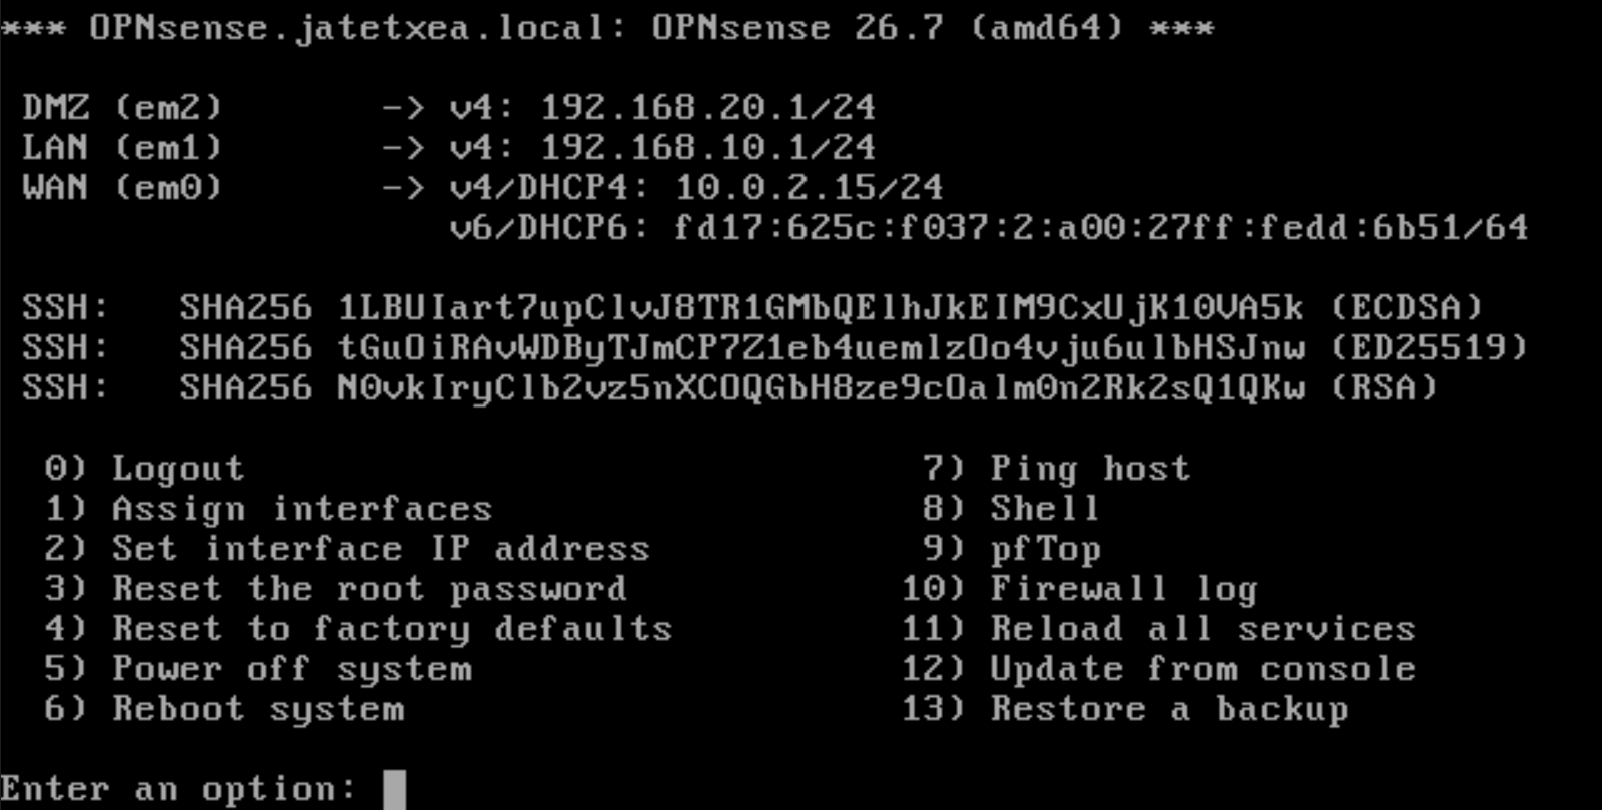 *** OPNsense.jatetxea.local: OPNsense 26.7 (amd64) ***
DMZ (em2) -> v4: 192.168.20.1/24
LAN (em1) -> v4: 192.168.10.1/24
WAN (em0) -> v4/DHCP4: 10.0.2.15/24
v6/DHCP6: fd17:625c:f037:2:a00:27ff:fedd:6b51/64
SSH: SHA256 1LBUIart7upClvJ8TR1GMbQElhJkEIM9CxUjK10VA5k (ECDSA)
SSH: SHA256 tGuOiRAvWDByTJmCP7Z1eb4uemlzOo4vju6ulbHSJnw (ED25519)
SSH: SHA256 N0vkIryClb2vz5nXCOQGbH8ze9cOalm0n2Rk2sQ1QKw (RSA)
0) Logout 7) Ping host
1) Assign interfaces 8) Shell
2) Set interface IP address 9) pfTop
3) Reset the root password 10) Firewall log
4) Reset to factory defaults 11) Reload all services
5) Power off system 12) Update from console
6) Reboot system 13) Restore a backup
Enter an option: